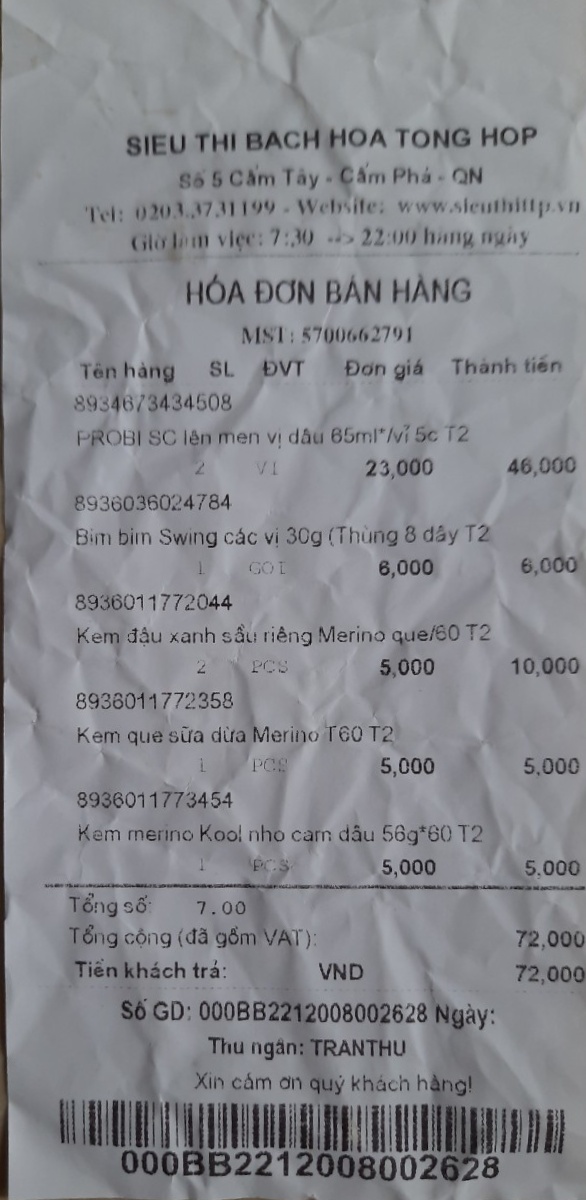 SIEU THI BACH HOA TONG HOP
Số 5 Cẩm Tây - Cẩm Phả - QN
Tel: 0203.3731199 - Website: www.sieuthittp.vn
Giờ làm việc: 7:30 --> 22:00 hàng ngày
HÓA ĐƠN BÁN HÀNG
MST: 5700662791
Tên hàng SL ĐVT Đơn giá Thành tiền
8934673434508
PROBI SC lên men vị dâu 65ml*/vỉ 5c T2
2 VI 23,000 46,000
8936036024784
Bim bim Swing các vị 30g (Thùng 8 dây T2
1 GOI 6,000 6,000
8936011772044
Kem đậu xanh sầu riêng Merino que/60 T2
2 PCS 5,000 10,000
8936011772358
Kem que sữa dừa Merino T60 T2
1 PCS 5,000 5,000
8936011773454
Kem merino Kool nho cam dâu 56g*60 T2
1 PCS 5,000 5,000
Tổng số: 7.00
Tổng cộng (đã gồm VAT): 72,000
Tiền khách trả: VND 72,000
Số GD: 000BB2212008002628 Ngày:
Thu ngân: TRANTHU
Xin cảm ơn quý khách hàng!
000BB2212008002628